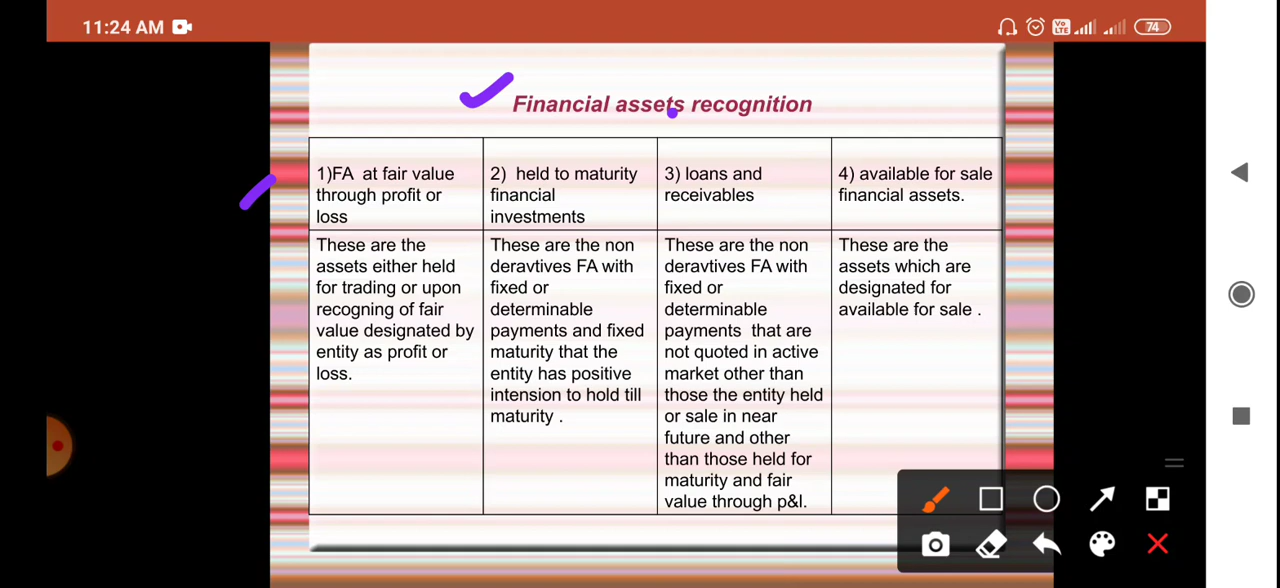 11:24 AM
Vo LTE
74
Financial assets recognition
1)FA at fair value
through profit or
loss
2) held to maturity
financial
investments
3) loans and
receivables
4) available for sale
financial assets.
These are the
assets either held
for trading or upon
recogning of fair
value designated by
entity as profit or
loss.
These are the non
deravtives FA with
fixed or
determinable
payments and fixed
maturity that the
entity has positive
intension to hold till
maturity .
These are the non
deravtives FA with
fixed or
determinable
payments that are
not quoted in active
market other than
those the entity held
or sale in near
future and other
than those held for
maturity and fair
value through p&l.
These are the
assets which are
designated for
available for sale .